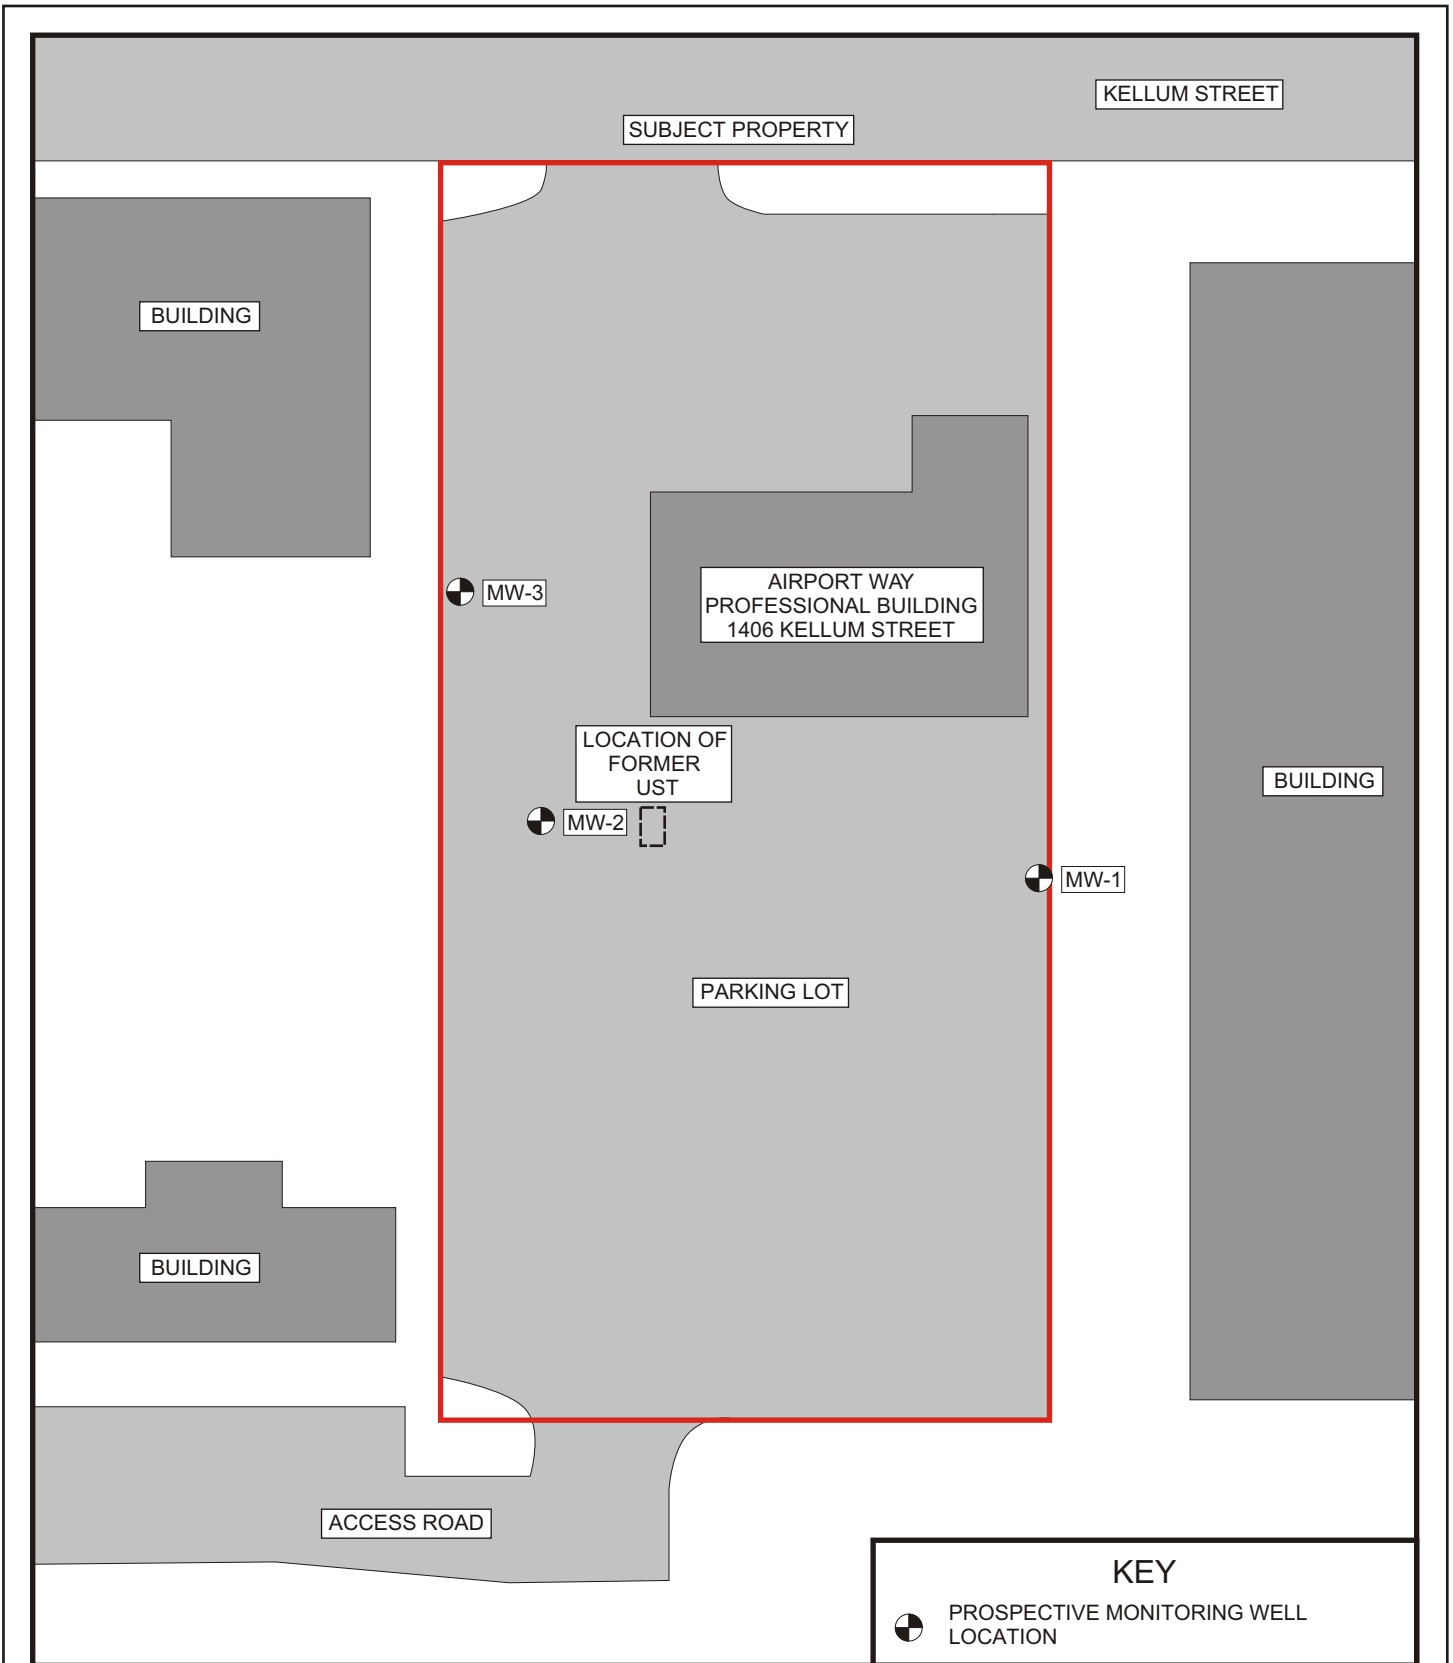 KELLUM STREET
SUBJECT PROPERTY
BUILDING
MW-3
AIRPORT WAY
PROFESSIONAL BUILDING
1406 KELLUM STREET
LOCATION OF
FORMER
UST
BUILDING
MW-2
MW-1
PARKING LOT
BUILDING
ACCESS ROAD
KEY
PROSPECTIVE MONITORING WELL
LOCATION